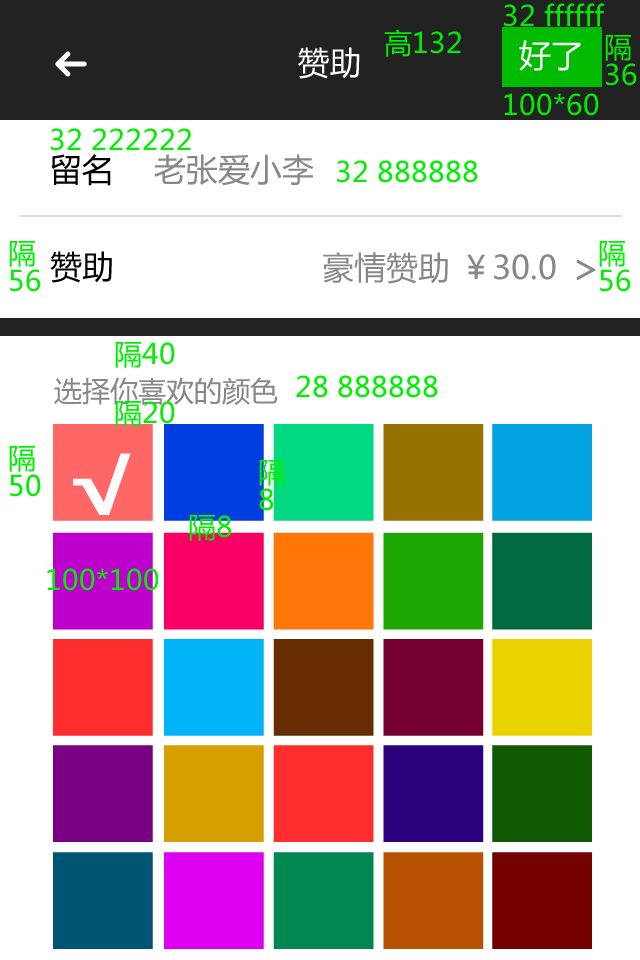 32 ffffff
赞助
高132
好了
隔
36
100*60
32 222222
留名
老张爱小李
32 888888
隔
56
赞助
豪情赞助 ¥ 30.0 >
隔
56
隔40
选择你喜欢的颜色
28 888888
隔20
隔
50
隔
8
隔8
100*100